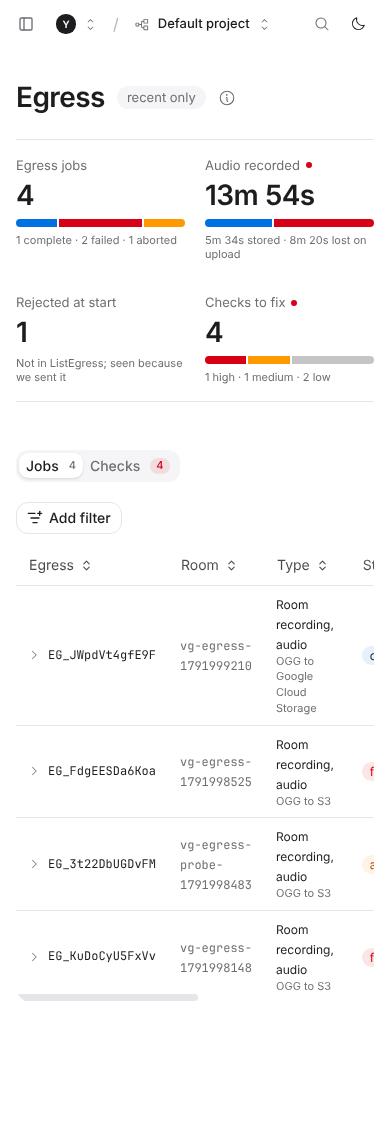 Y / Default project
Egress recent only
Egress jobs
4
1 complete · 2 failed · 1 aborted
Audio recorded
13m 54s
5m 34s stored · 8m 20s lost on
upload
Rejected at start
1
Not in ListEgress; seen because
we sent it
Checks to fix
4
1 high · 1 medium · 2 low
Jobs 4 Checks 4
Add filter
Egress Room Type St
EG_JWpdVt4gfE9F
vg-egress-
1791999210
Room
recording,
audio
OGG to
Google
Cloud
Storage
EG_FdgEESDa6Koa
vg-egress-
1791998525
Room
recording,
audio
OGG to S3
f
EG_3t22DbUGDvFM
vg-egress-
probe-
1791998483
Room
recording,
audio
OGG to S3
a
EG_KuDoCyU5FxVv
vg-egress-
1791998148
Room
recording,
audio
OGG to S3
f